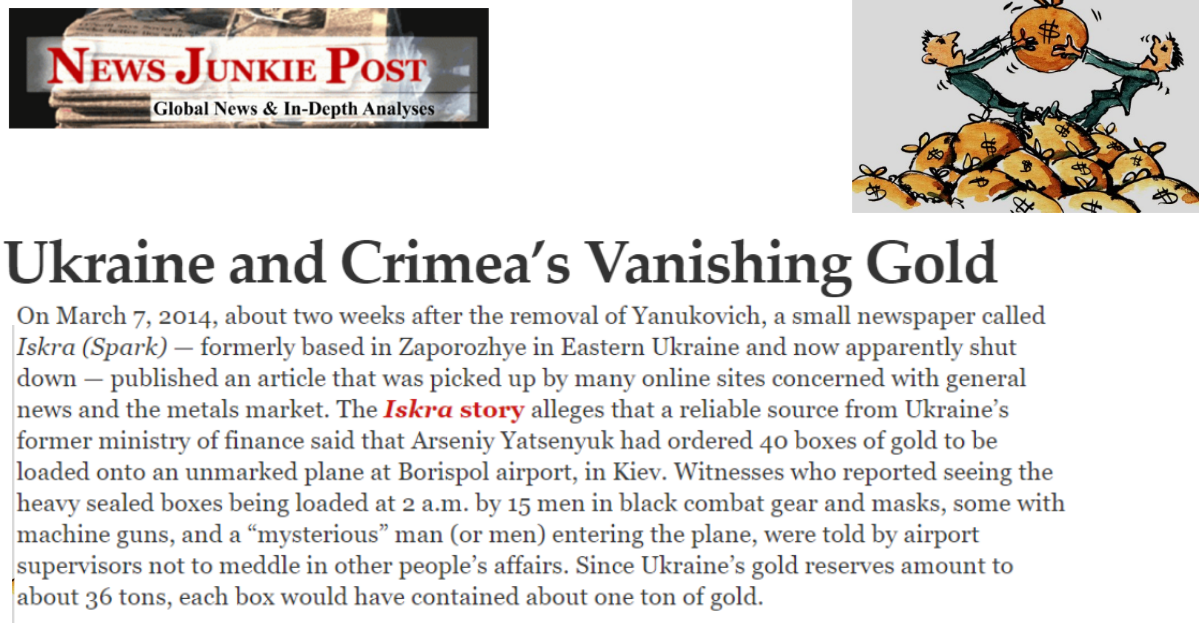 NEWS JUNKIE POST
Global News & In-Depth Analyses
Ukraine and Crimea’s Vanishing Gold
On March 7, 2014, about two weeks after the removal of Yanukovich, a small newspaper called
Iskra (Spark) — formerly based in Zaporozhye in Eastern Ukraine and now apparently shut
down — published an article that was picked up by many online sites concerned with general
news and the metals market. The Iskra story alleges that a reliable source from Ukraine’s
former ministry of finance said that Arseniy Yatsenyuk had ordered 40 boxes of gold to be
loaded onto an unmarked plane at Borispol airport, in Kiev. Witnesses who reported seeing the
heavy sealed boxes being loaded at 2 a.m. by 15 men in black combat gear and masks, some with
machine guns, and a “mysterious” man (or men) entering the plane, were told by airport
supervisors not to meddle in other people’s affairs. Since Ukraine’s gold reserves amount to
about 36 tons, each box would have contained about one ton of gold.